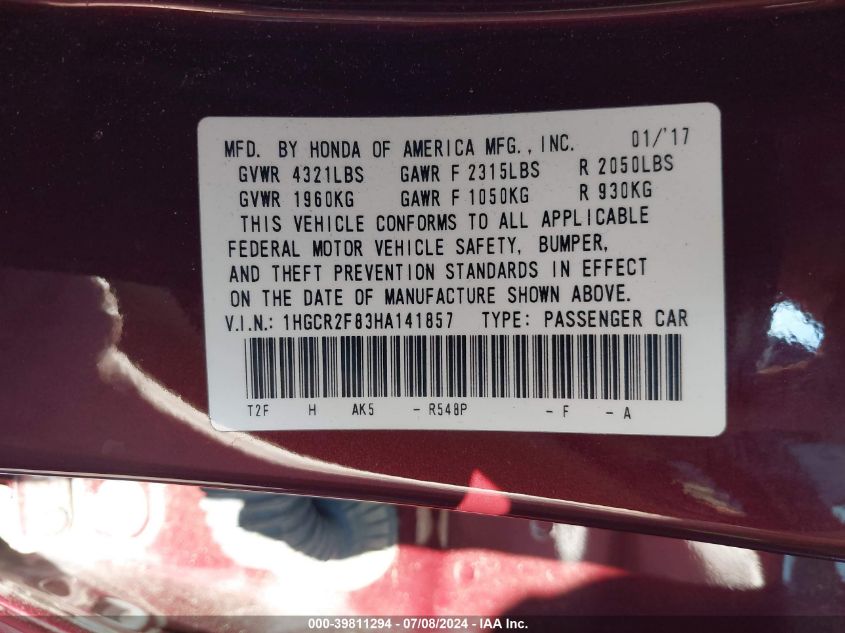 MFD. BY HONDA OF AMERICA MFG., INC. 01/'17
GVWR 4321LBS GAWR F 2315LBS R 2050LBS
GVWR 1960KG GAWR F 1050KG R 930KG
THIS VEHICLE CONFORMS TO ALL APPLICABLE
FEDERAL MOTOR VEHICLE SAFETY, BUMPER,
AND THEFT PREVENTION STANDARDS IN EFFECT
ON THE DATE OF MANUFACTURE SHOWN ABOVE.
V.I.N.: 1HGCR2F83HA141857 TYPE: PASSENGER CAR
T2F H AK5 - R548P - F - A
000-39811294 - 07/08/2024 - IAA Inc.